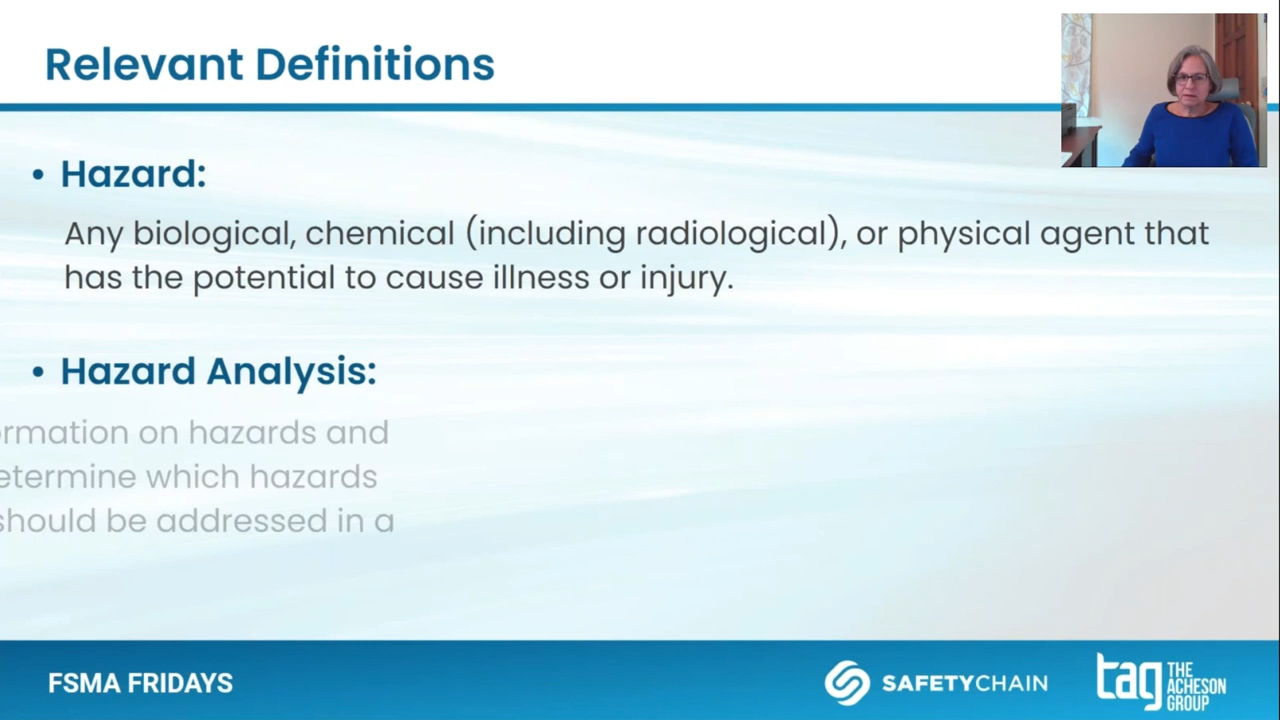 Relevant Definitions
• Hazard:
Any biological, chemical (including radiological), or physical agent that
has the potential to cause illness or injury.
• Hazard Analysis:
rmation on hazards and
etermine which hazards
should be addressed in a
FSMA FRIDAYS
SAFETYCHAIN
tag THE ACHESON GROUP